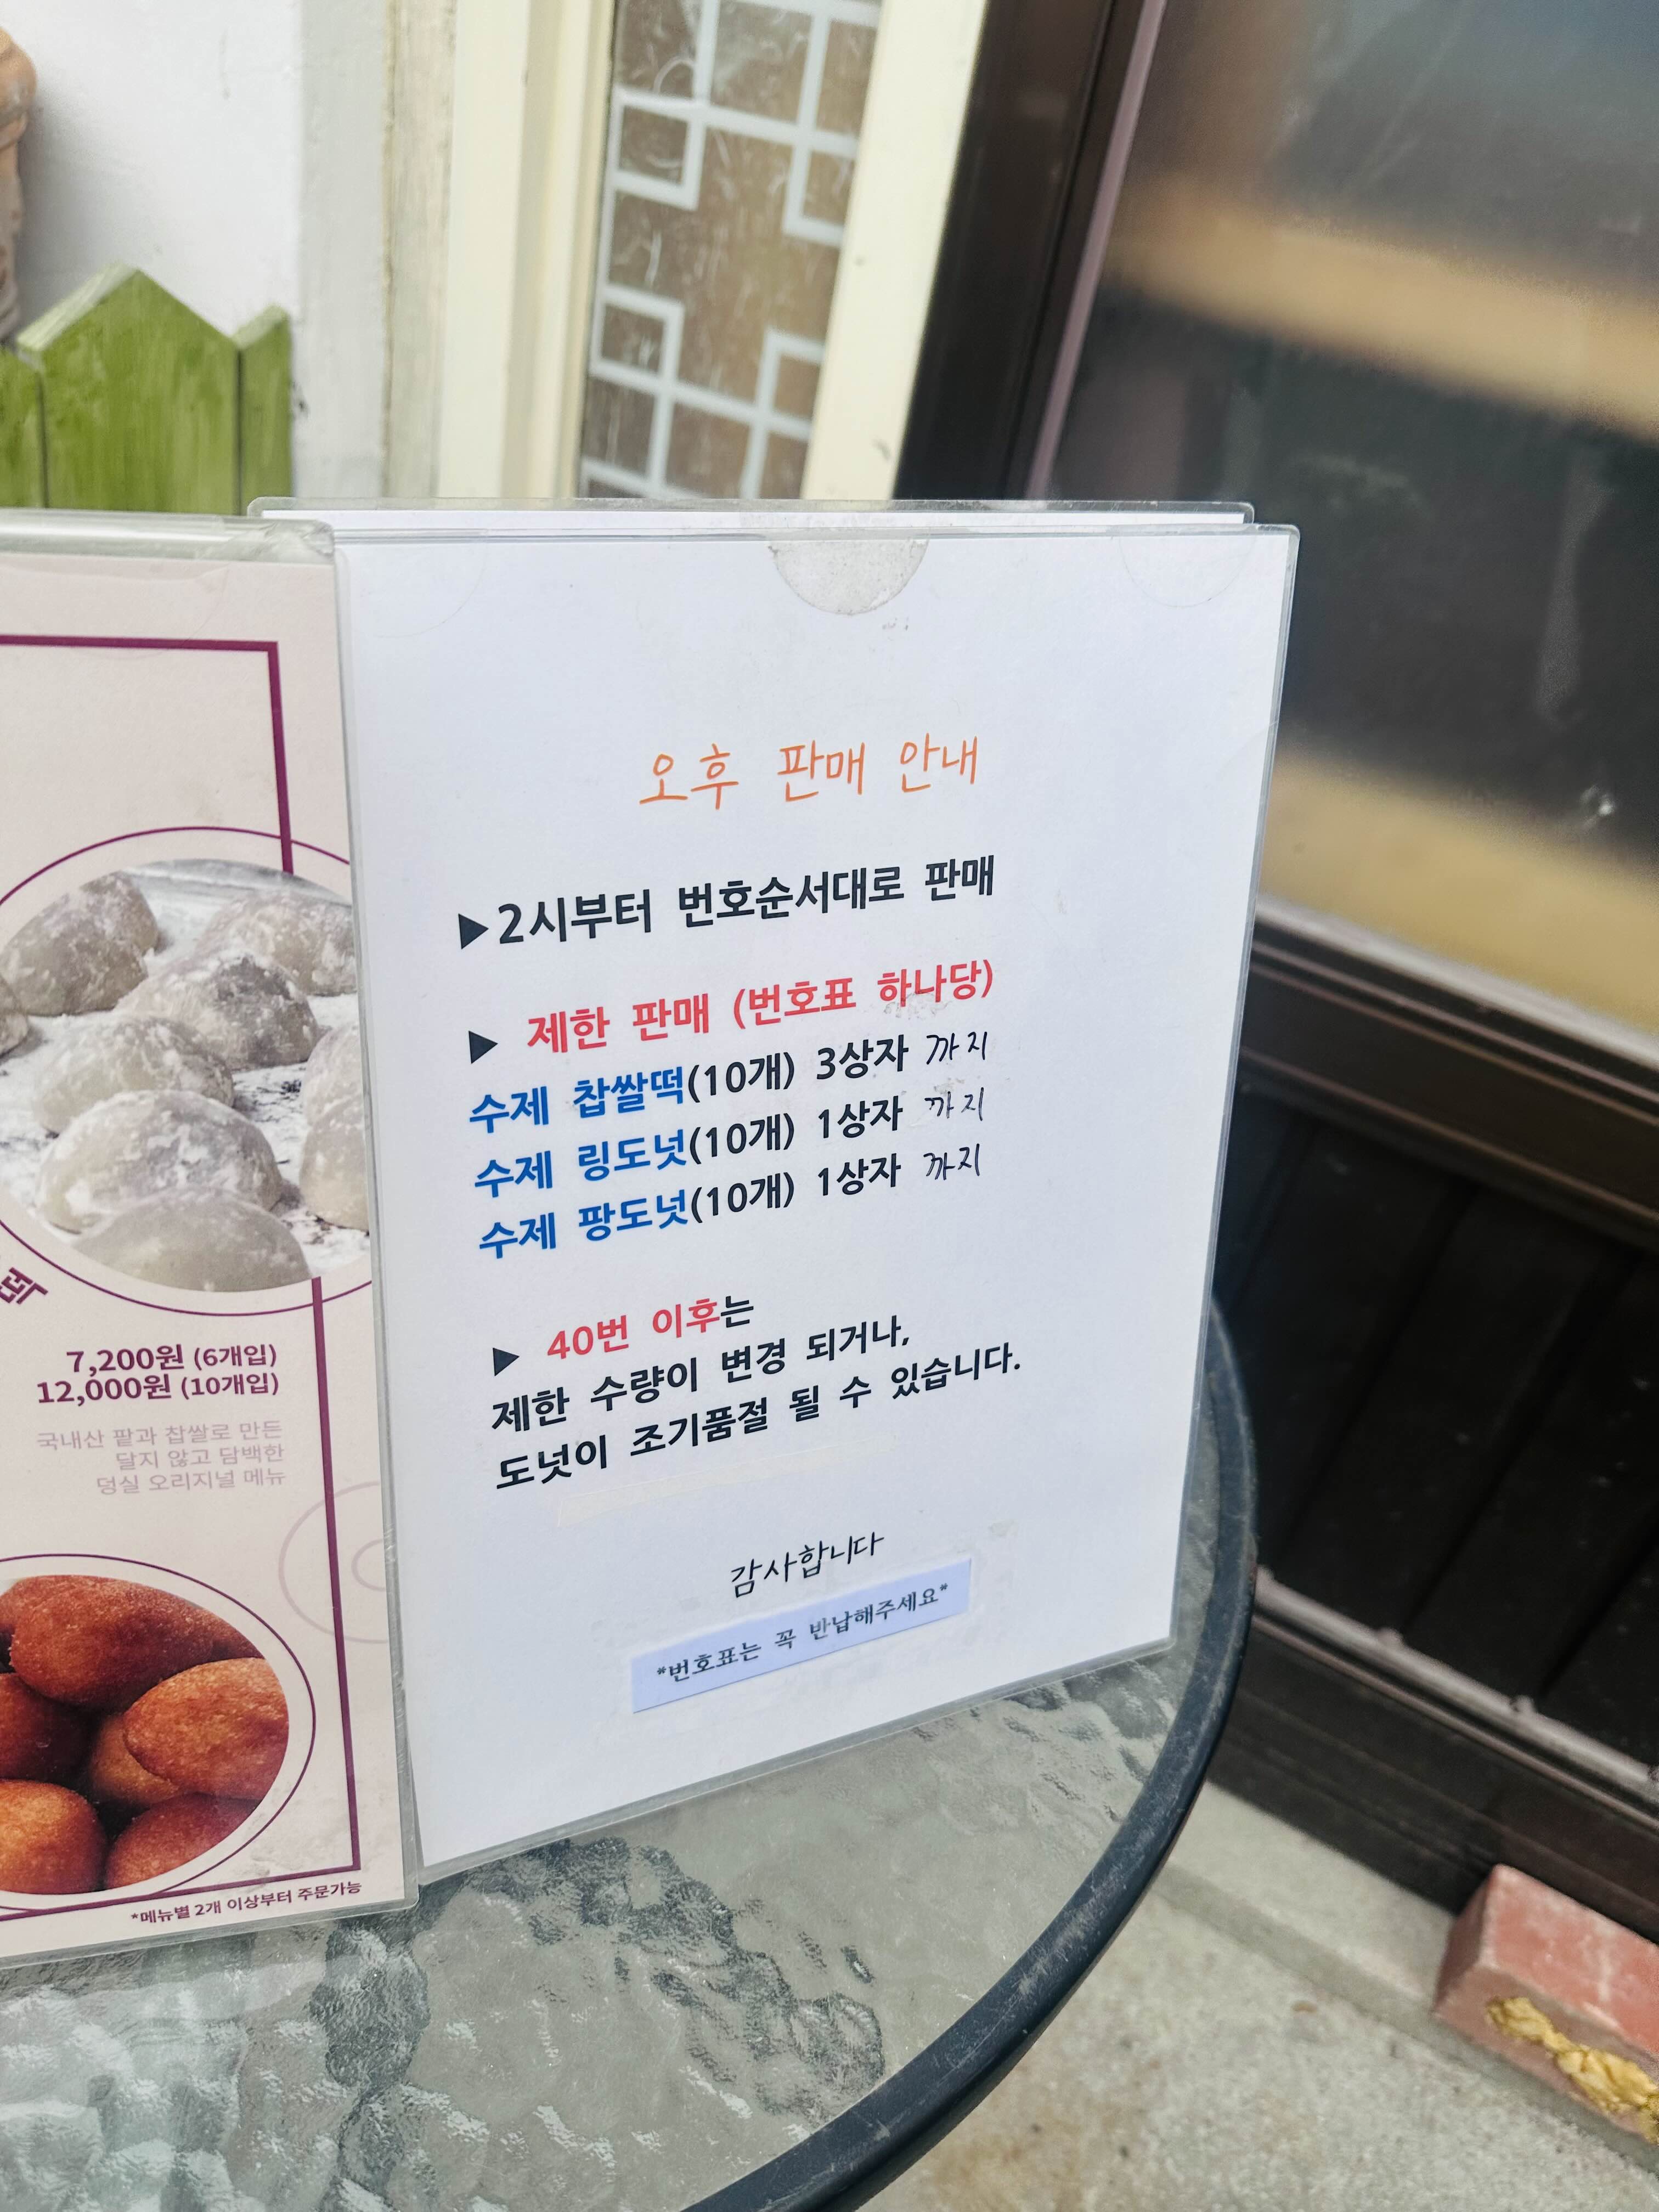 7,200원 (6개입)
12,000원 (10개입)
국내산 팥과 찹쌀로 만든
달지 않고 담백한
덩실 오리지널 메뉴
*메뉴별 2개 이상부터 주문가능
오후 판매 안내
▶2시부터 번호순서대로 판매
▶ 제한 판매 (번호표 하나당)
수제 찹쌀떡(10개) 3상자 까지
수제 링도넛(10개) 1상자 까지
수제 팡도넛(10개) 1상자 까지
▶ 40번 이후는
제한 수량이 변경 되거나,
도넛이 조기품절 될 수 있습니다.
감사합니다
*번호표는 꼭 반납해주세요*